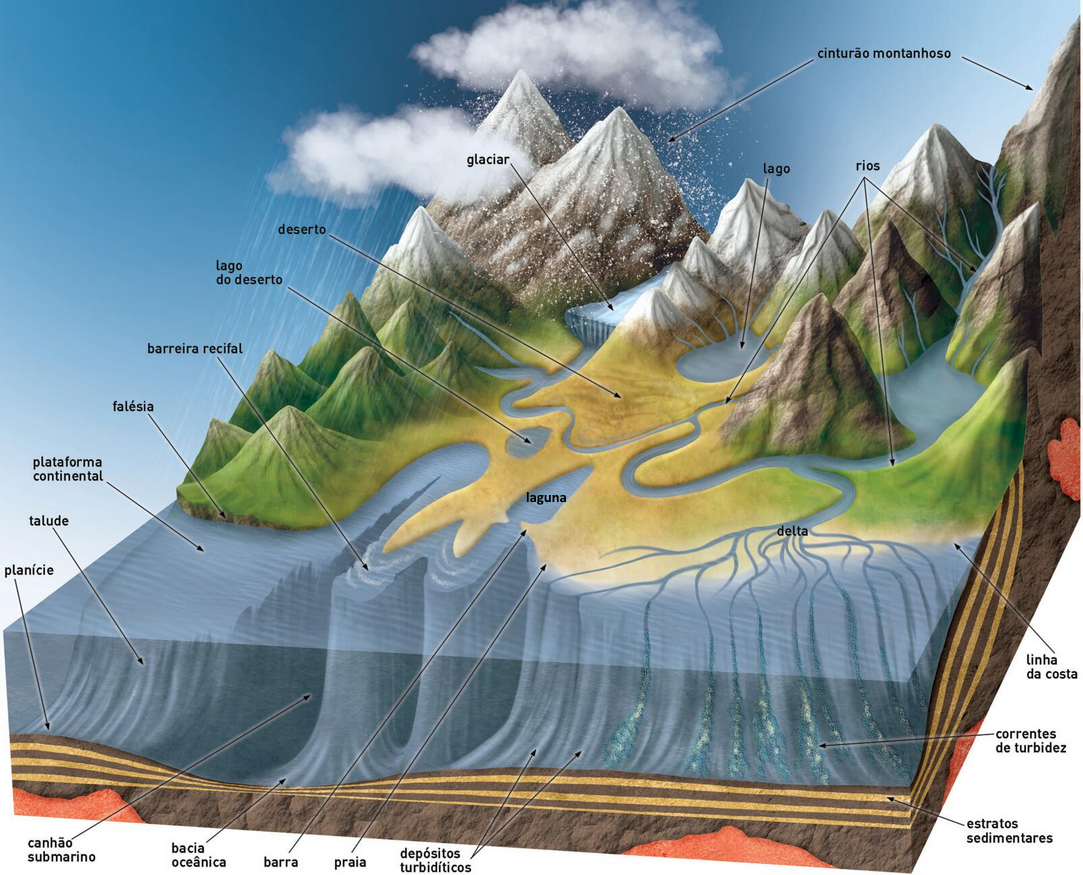 cinturão montanhoso
glaciar
lago
rios
deserto
lago
do deserto
barreira recifal
falésia
plataforma
continental
laguna
talude
delta
planície
linha
da costa
correntes
de turbidez
estratos
sedimentares
canhão
submarino
bacia
oceânica
barra
praia
depósitos
turbidíticos